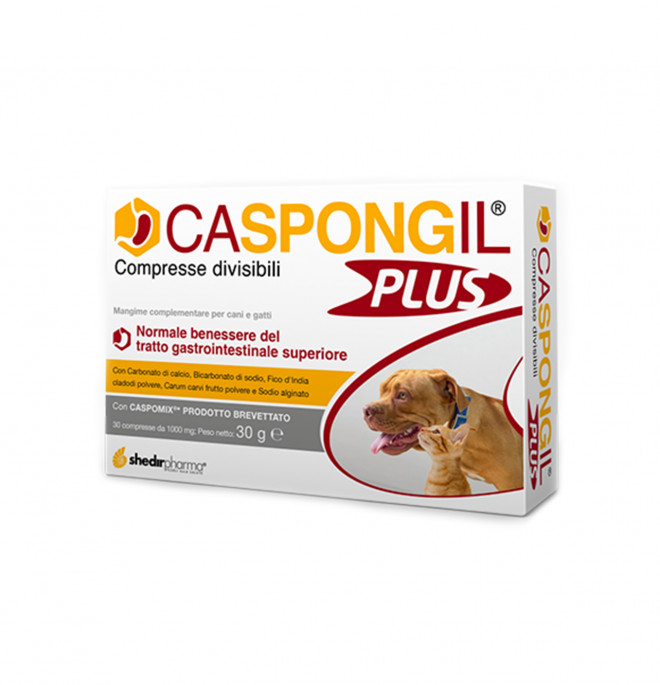 CASPONGIL®
Compresse divisibili
PLUS
Mangime complementare per cani e gatti
Normale benessere del
tratto gastrointestinale superiore
Con Carbonato di calcio, Bicarbonato di sodio, Fico d'India
cladodi polvere, Carum carvi frutto polvere e Sodio alginato
Con CASPOMIX PRODOTTO BREVETTATO
30 compresse da 1000 mg; Peso netto: 30 g ℮
shedirpharma®
CASPONGIL®
Compresse divisibili
PLUS